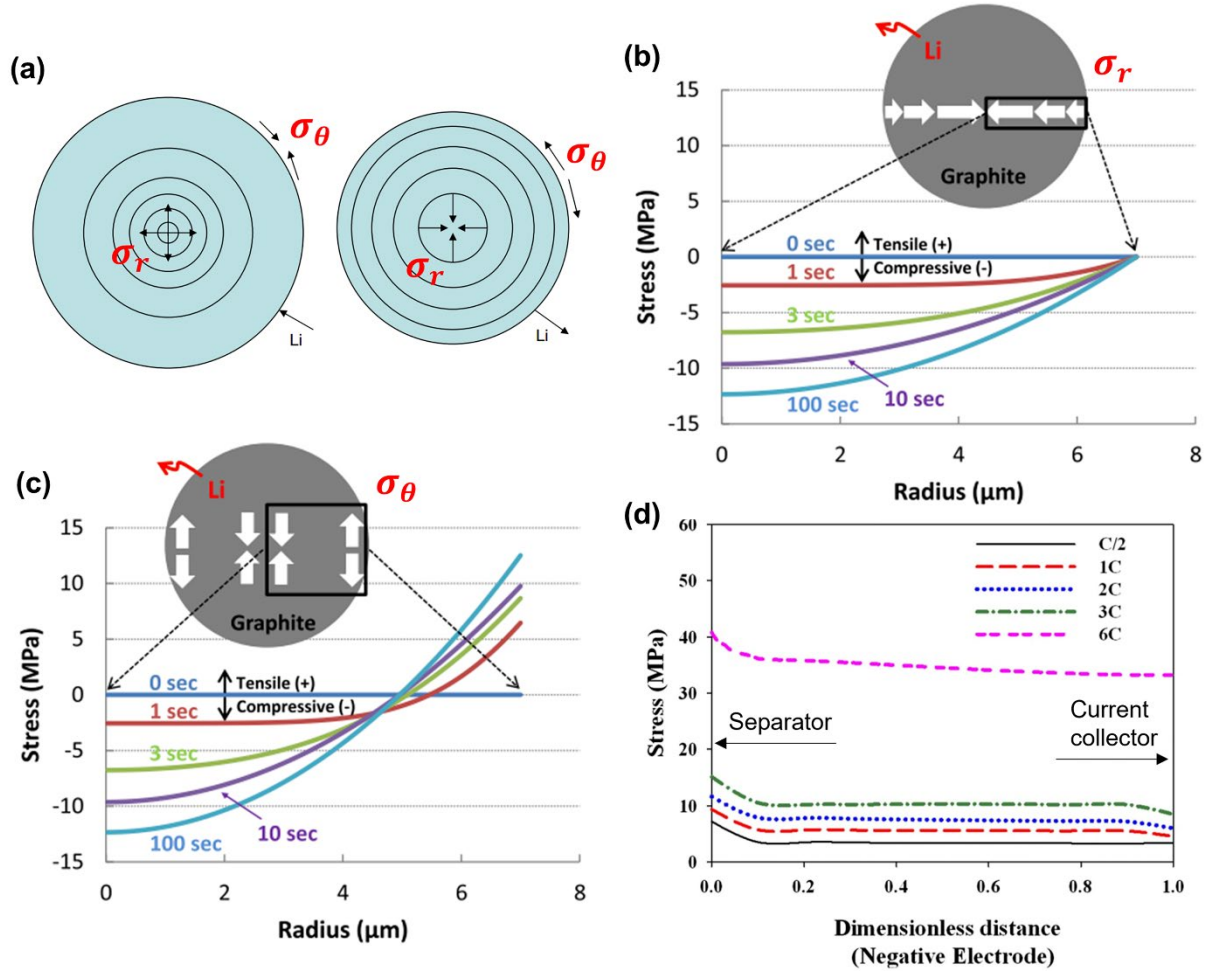 (a)
σθ
σr
Li
σθ
σr
Li
(b)
Li
σr
Graphite
Stress (MPa)
15
10
5
0
-5
-10
-15
0 sec
1 sec
3 sec
10 sec
100 sec
Tensile (+)
Compressive (-)
0 2 4 6 8
Radius (µm)
(c)
Li
σθ
Graphite
Stress (MPa)
15
10
5
0
-5
-10
-15
0 sec
1 sec
3 sec
10 sec
100 sec
Tensile (+)
Compressive (-)
0 2 4 6 8
Radius (µm)
(d)
Stress (MPa)
60
50
40
30
20
10
0
C/2
1C
2C
3C
6C
Separator
Current
collector
0.0 0.2 0.4 0.6 0.8 1.0
Dimensionless distance
(Negative Electrode)